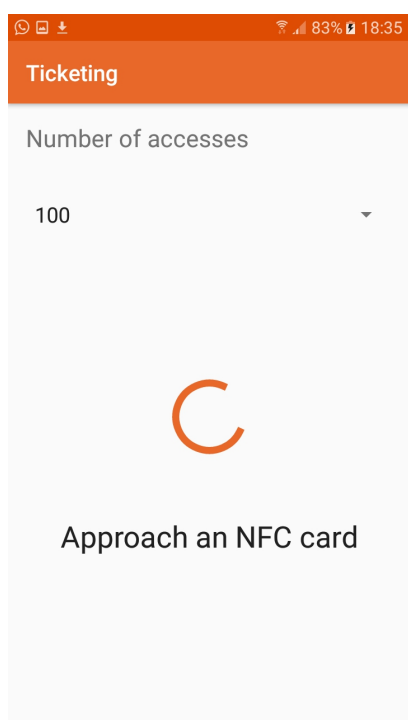 83% 18:35
Ticketing
Number of accesses
100
Approach an NFC card